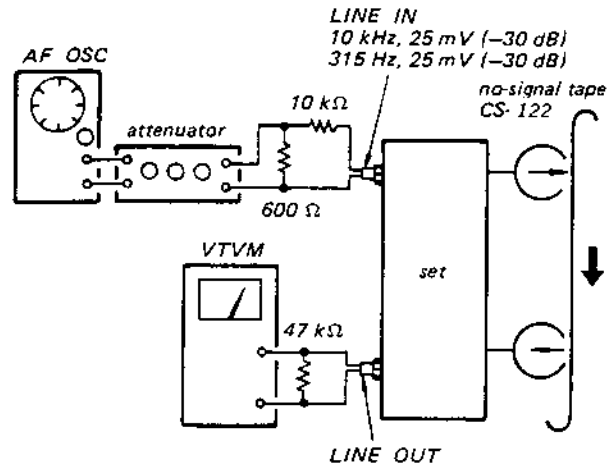 LINE IN
10 kHz, 25 mV (−30 dB)
315 Hz, 25 mV (−30 dB)
AF OSC
no-signal tape
CS-122
10 kΩ
attenuator
600 Ω
VTVM
set
47 kΩ
LINE OUT